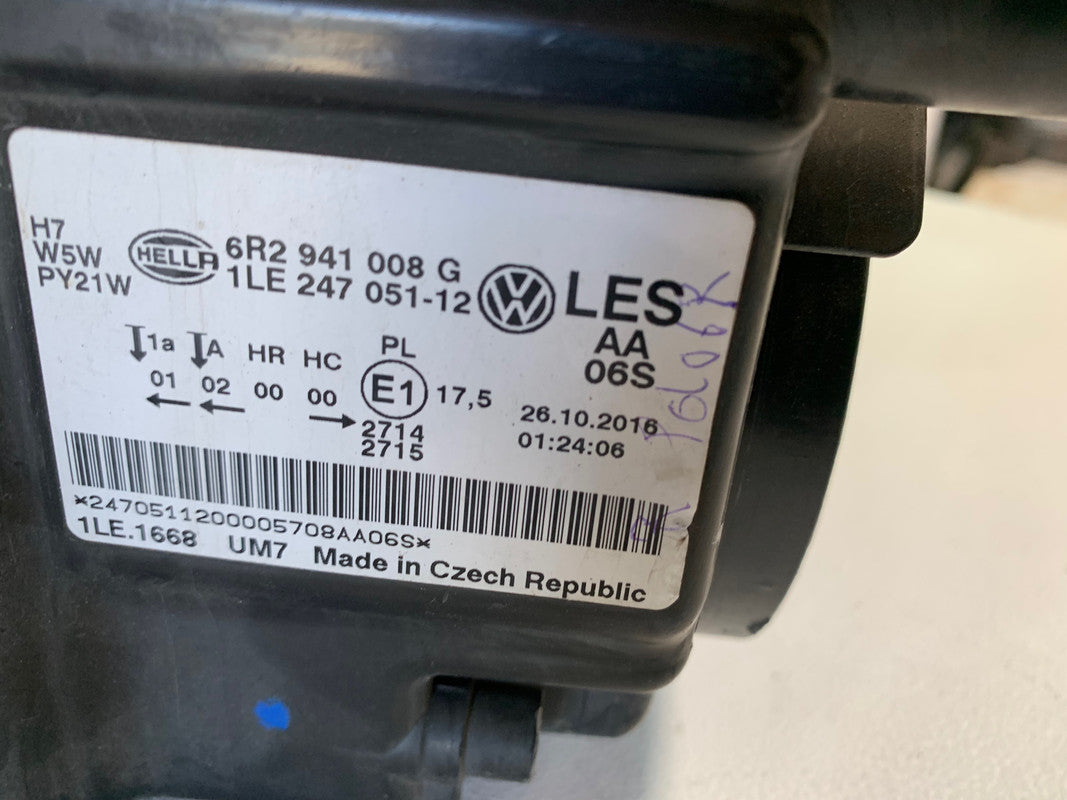 H7
W5W
PY21W
HELLA
6R2 941 008 G
1LE 247 051-12
LES
AA
06S
1a A HR HC PL
01 02 00 00 E1 17,5
2714
2715
26.10.2016
01:24:06
*2470511200005708AA06S*
1LE.1668 UM7 Made in Czech Republic